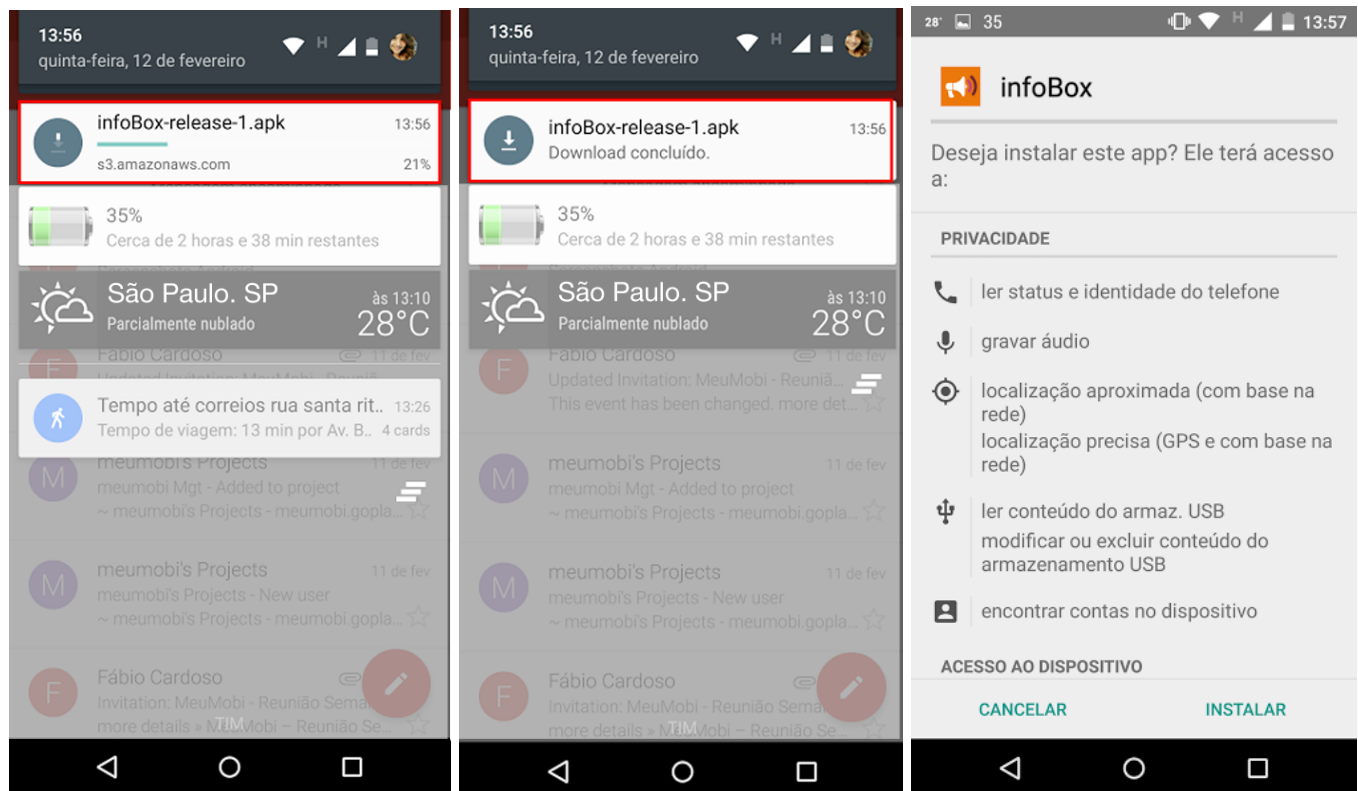 13:56
quinta-feira, 12 de fevereiro
H
infoBox-release-1.apk 13:56
s3.amazonaws.com 21%
35%
Cerca de 2 horas e 38 min restantes
São Paulo. SP
às 13:10
Parcialmente nublado
28°C
Fábio Cardoso 11 de fev
F
Tempo até correios rua santa rit.. 13:26
Tempo de viagem: 13 min por Av. B.. 4 cards
meumobi's Projects 11 de fev
M
meumobi Mgt - Added to project
~ meumobi's Projects - meumobi.gopla...
meumobi's Projects 11 de fev
M
meumobi's Projects - New user
~ meumobi's Projects - meumobi.gopla...
Fábio Cardoso
F
Invitation: MeuMobi - Reunião Sema
more details » MeuMobi – Reunião Se...
TIM
13:56
quinta-feira, 12 de fevereiro
H
infoBox-release-1.apk 13:56
Download concluído.
35%
Cerca de 2 horas e 38 min restantes
São Paulo. SP
às 13:10
Parcialmente nublado
28°C
Fábio Cardoso 11 de fev
F
Updated Invitation: MeuMobi - Reuniã...
This event has been changed. more det...
meumobi's Projects 11 de fev
M
meumobi Mgt - Added to project
~ meumobi's Projects - meumobi.gopla...
meumobi's Projects 11 de fev
M
meumobi's Projects - New user
~ meumobi's Projects - meumobi.gopla...
Fábio Cardoso
F
Invitation: MeuMobi - Reunião Sema
more details » MeuMobi – Reunião Se...
TIM
28° 35 H 13:57
infoBox
Deseja instalar este app? Ele terá acesso
a:
PRIVACIDADE
ler status e identidade do telefone
gravar áudio
localização aproximada (com base na
rede)
localização precisa (GPS e com base na
rede)
ler conteúdo do armaz. USB
modificar ou excluir conteúdo do
armazenamento USB
encontrar contas no dispositivo
ACESSO AO DISPOSITIVO
CANCELAR INSTALAR